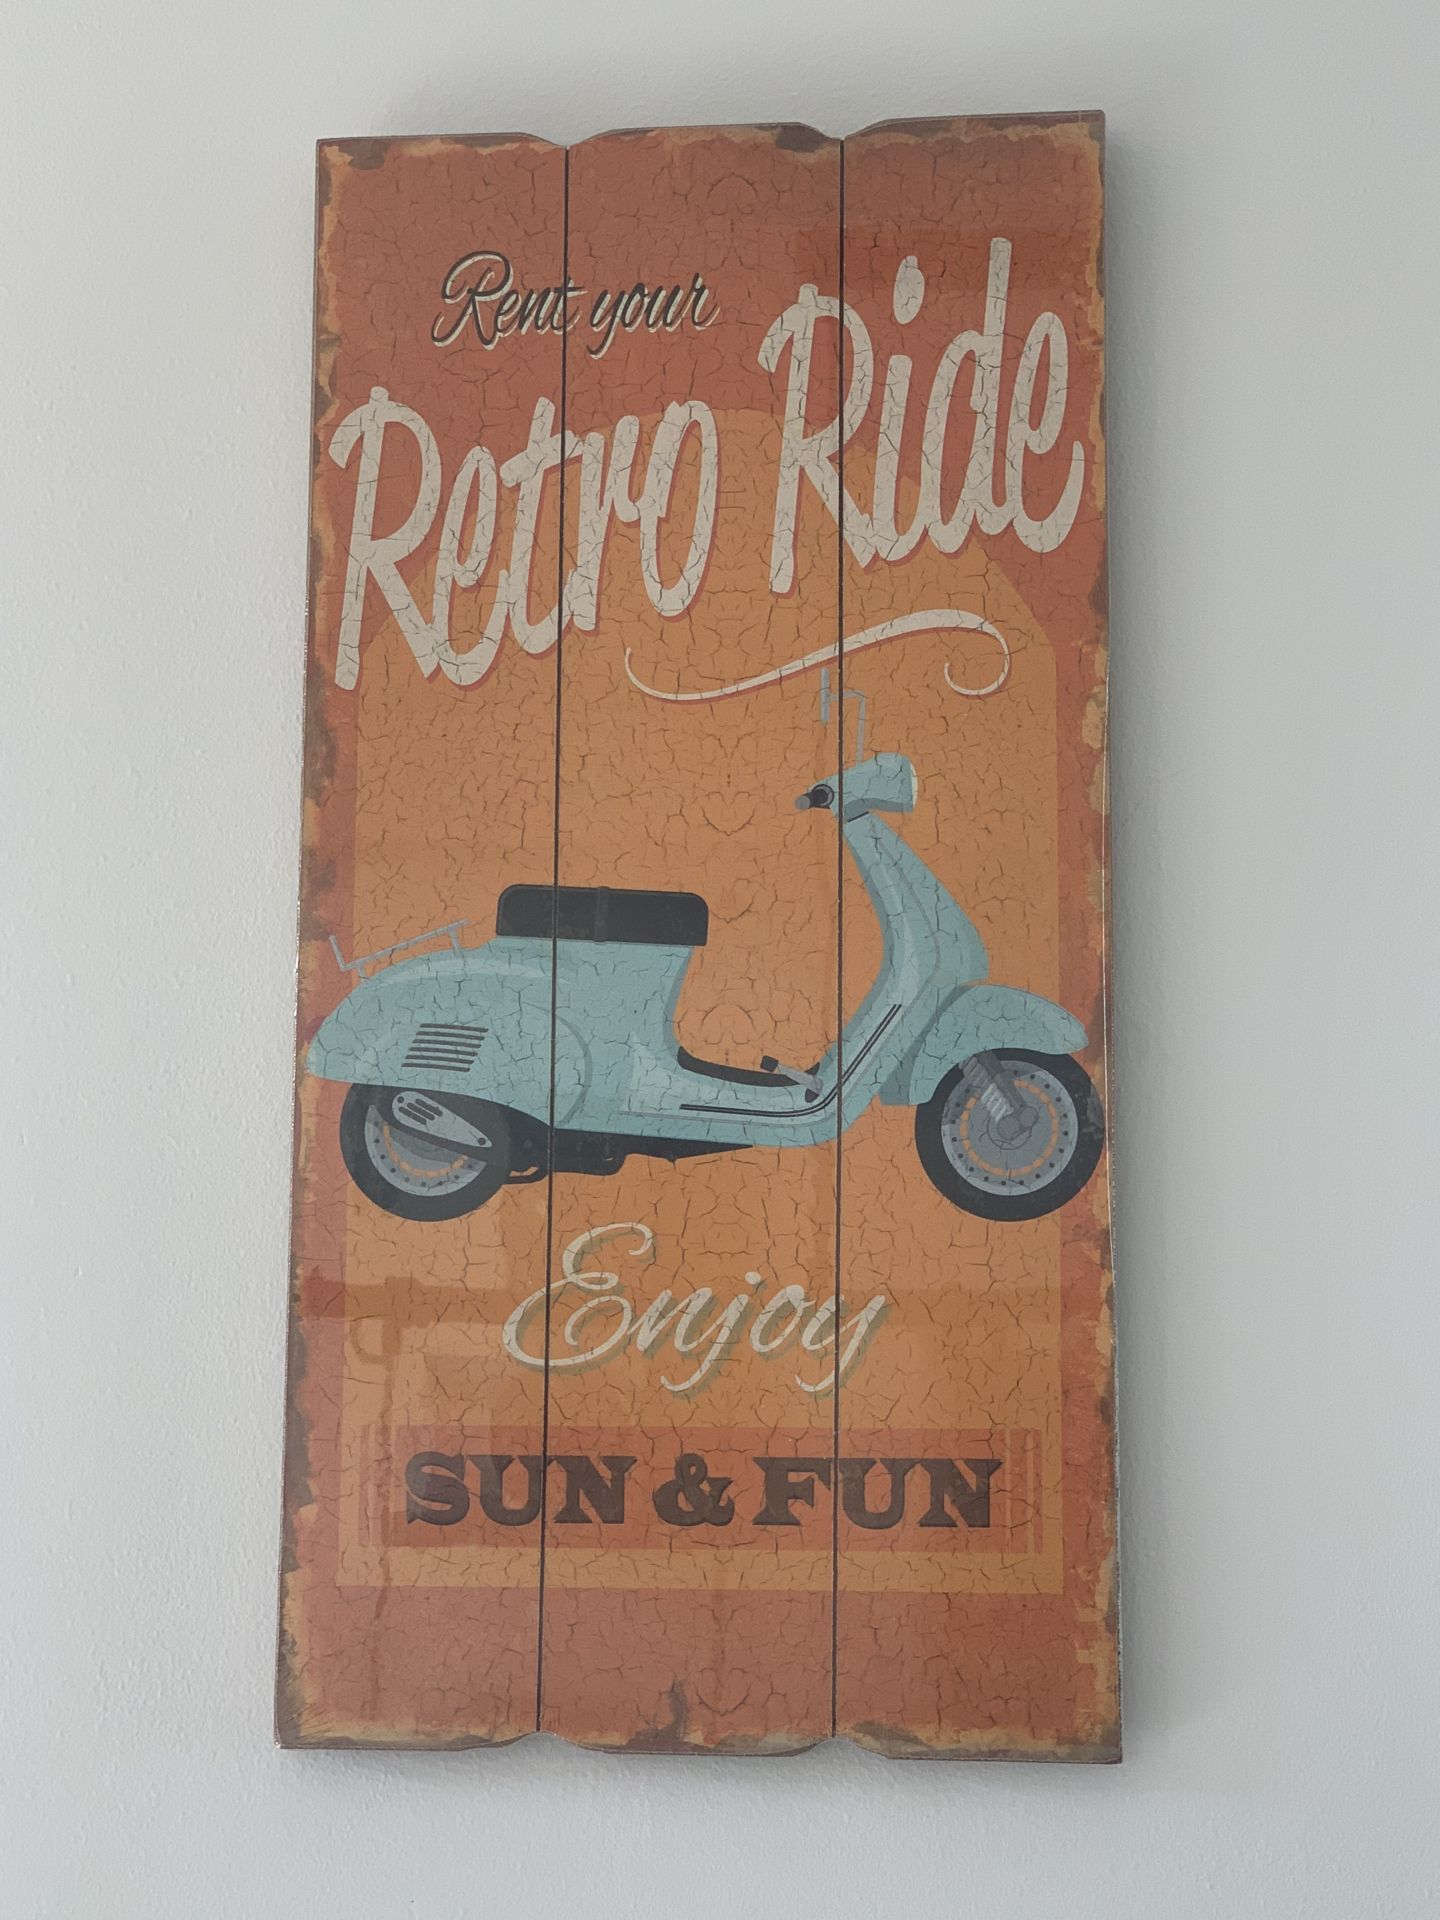 Rent your
Retro Ride
Enjoy
SUN & FUN